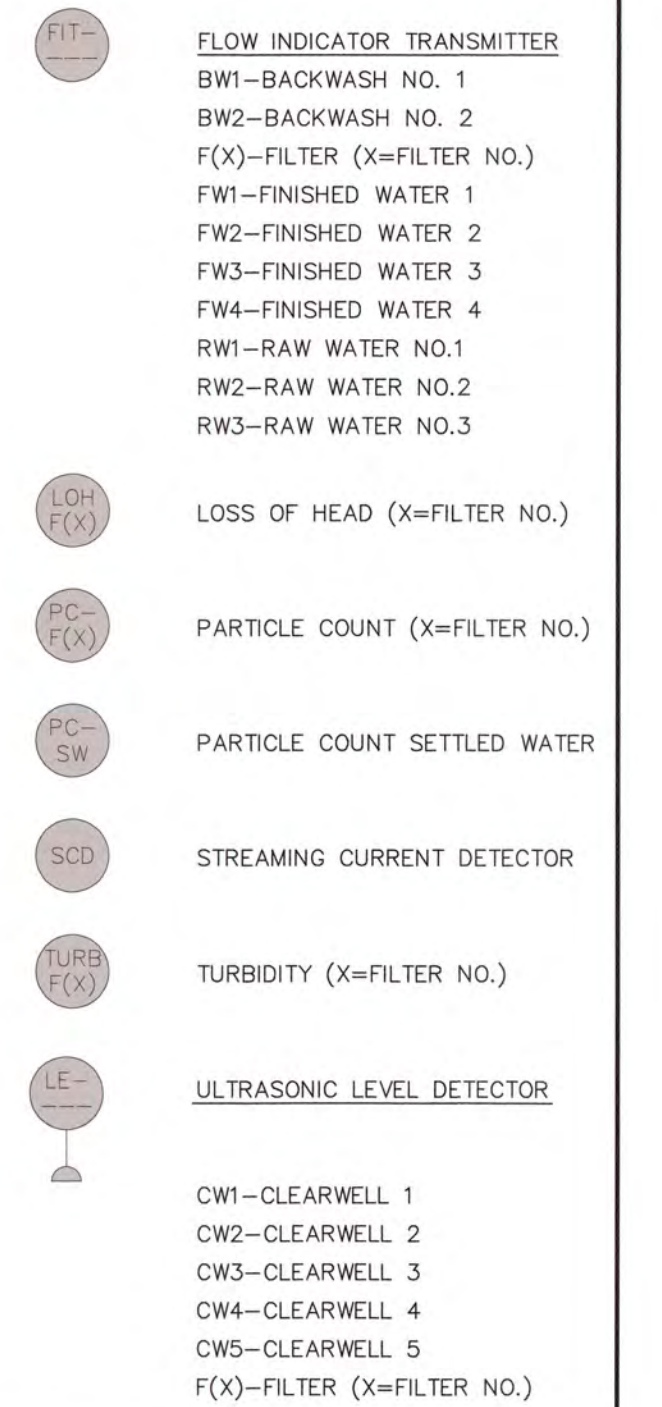 FIT-
___
FLOW INDICATOR TRANSMITTER
BW1-BACKWASH NO. 1
BW2-BACKWASH NO. 2
F(X)-FILTER (X=FILTER NO.)
FW1-FINISHED WATER 1
FW2-FINISHED WATER 2
FW3-FINISHED WATER 3
FW4-FINISHED WATER 4
RW1-RAW WATER NO.1
RW2-RAW WATER NO.2
RW3-RAW WATER NO.3
LOH
F(X)
LOSS OF HEAD (X=FILTER NO.)
PC-
F(X)
PARTICLE COUNT (X=FILTER NO.)
PC-
SW
PARTICLE COUNT SETTLED WATER
SCD
STREAMING CURRENT DETECTOR
TURB
F(X)
TURBIDITY (X=FILTER NO.)
LE-
___
ULTRASONIC LEVEL DETECTOR
CW1-CLEARWELL 1
CW2-CLEARWELL 2
CW3-CLEARWELL 3
CW4-CLEARWELL 4
CW5-CLEARWELL 5
F(X)-FILTER (X=FILTER NO.)